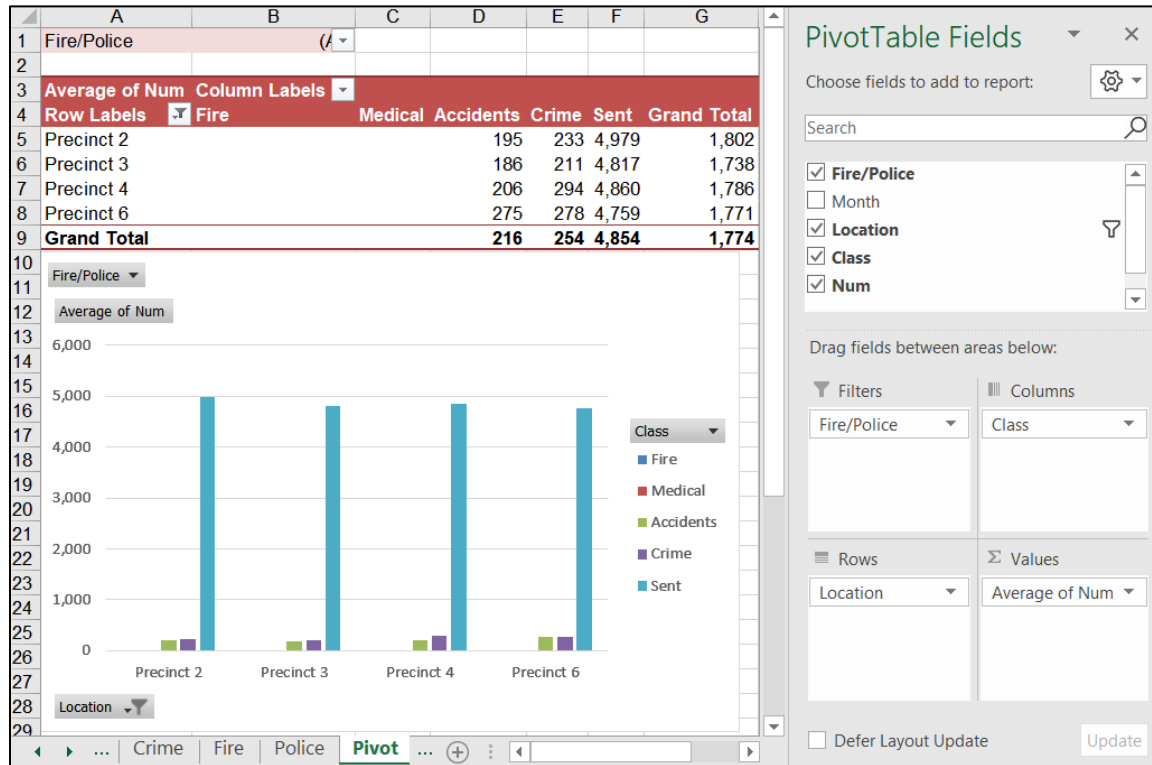 A B C D E F G
1 Fire/Police (A
2
3 Average of Num Column Labels
4 Row Labels Fire Medical Accidents Crime Sent Grand Total
5 Precinct 2 195 233 4,979 1,802
6 Precinct 3 186 211 4,817 1,738
7 Precinct 4 206 294 4,860 1,786
8 Precinct 6 275 278 4,759 1,771
9 Grand Total 216 254 4,854 1,774
10
11
12
13
14
15
16
17
18
19
20
21
22
23
24
25
26
27
28
29
Fire/Police
Average of Num
6,000
5,000
4,000
3,000
2,000
1,000
0
Precinct 2 Precinct 3 Precinct 4 Precinct 6
Class
Fire
Medical
Accidents
Crime
Sent
Location
... Crime Fire Police Pivot ...
PivotTable Fields
Choose fields to add to report:
Search
Fire/Police
Month
Location
Class
Num
Drag fields between areas below:
Filters
Fire/Police
Columns
Class
Rows
Location
Σ Values
Average of Num
Defer Layout Update
Update